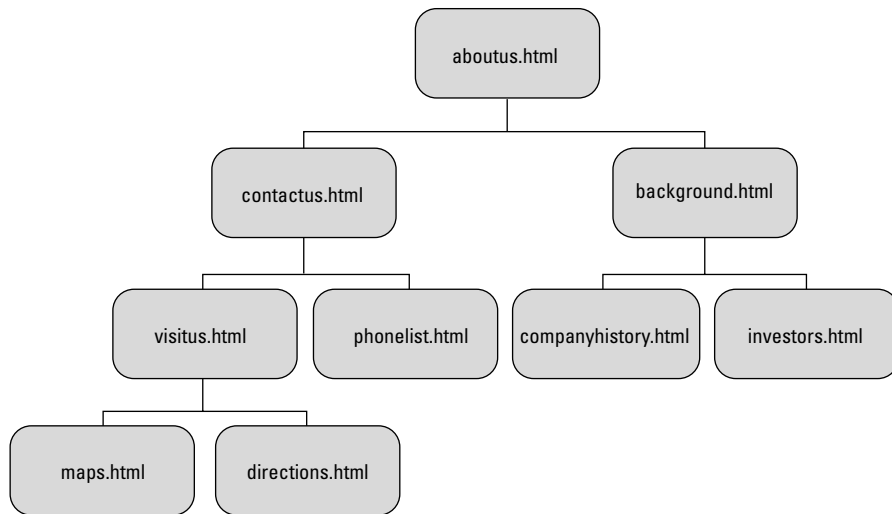 aboutus.html
contactus.html
background.html
visitus.html
phonelist.html
companyhistory.html
investors.html
maps.html
directions.html